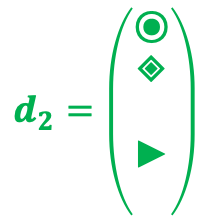 d₂ = (◉ ◈ ▶)